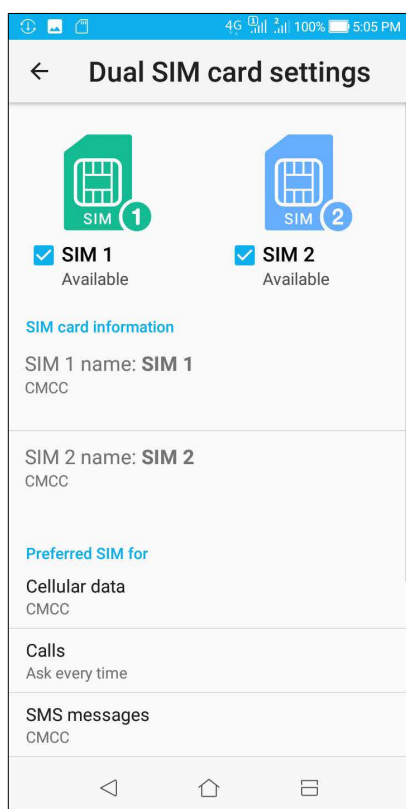 4G 1 2 100% 5:05 PM
Dual SIM card settings
SIM 1 SIM 2
SIM 1 SIM 2
Available Available
SIM card information
SIM 1 name: SIM 1
CMCC
SIM 2 name: SIM 2
CMCC
Preferred SIM for
Cellular data
CMCC
Calls
Ask every time
SMS messages
CMCC